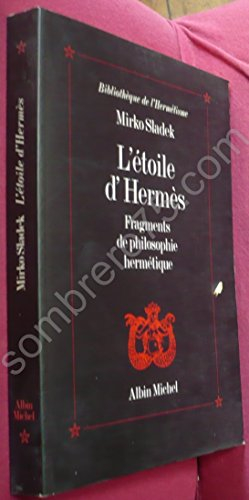 Bibliothèque de l'Hermétisme
Mirko Sladek
L'étoile
d'Hermès
Fragments
de philosophie
hermétique
Albin Michel
Mirko Sladek L'étoile d'Hermès
Albin
Michel